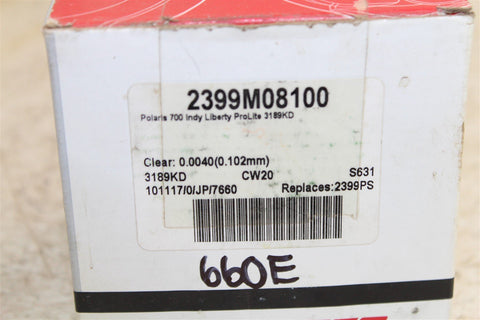 2399M08100
Polaris 700 Indy Liberty ProLite 3189KD
Clear: 0.0040(0.102mm)
3189KD CW20 S631
101117/0/JP/7660 Replaces:2399PS
660E